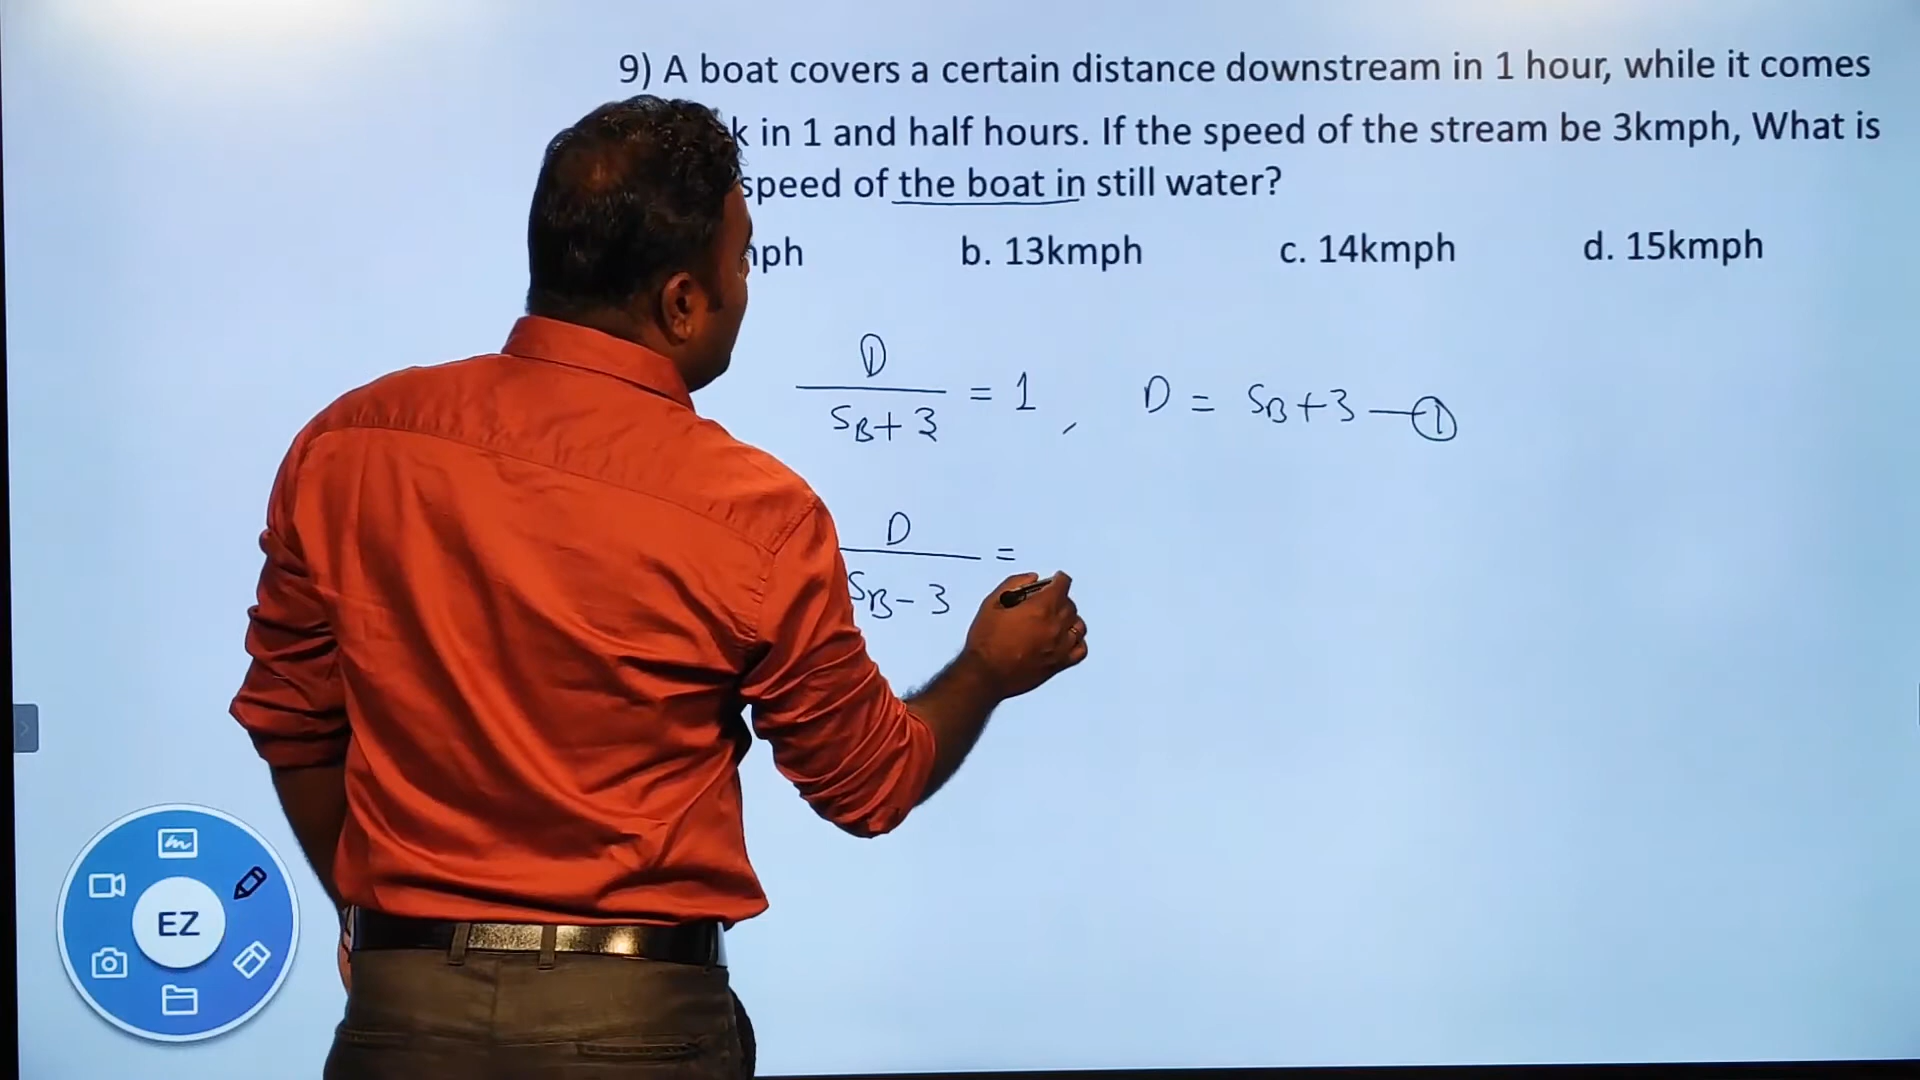 9) A boat covers a certain distance downstream in 1 hour, while it comes
k in 1 and half hours. If the speed of the stream be 3kmph, What is
speed of the boat in still water?
ph b. 13kmph c. 14kmph d. 15kmph
D
/ SB+3 = 1 , D = SB+3 — ①
D
/ SB-3 =
EZ